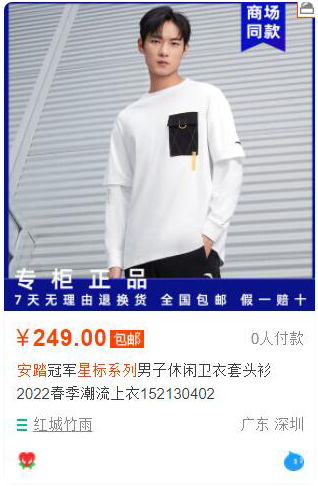 商场
同款
专柜正品
7天无理由退换货 全国包邮 假一赔十
¥249.00 包邮 0人付款
安踏冠军星标系列男子休闲卫衣套头衫
2022春季潮流上衣152130402
红城竹雨 广东 深圳